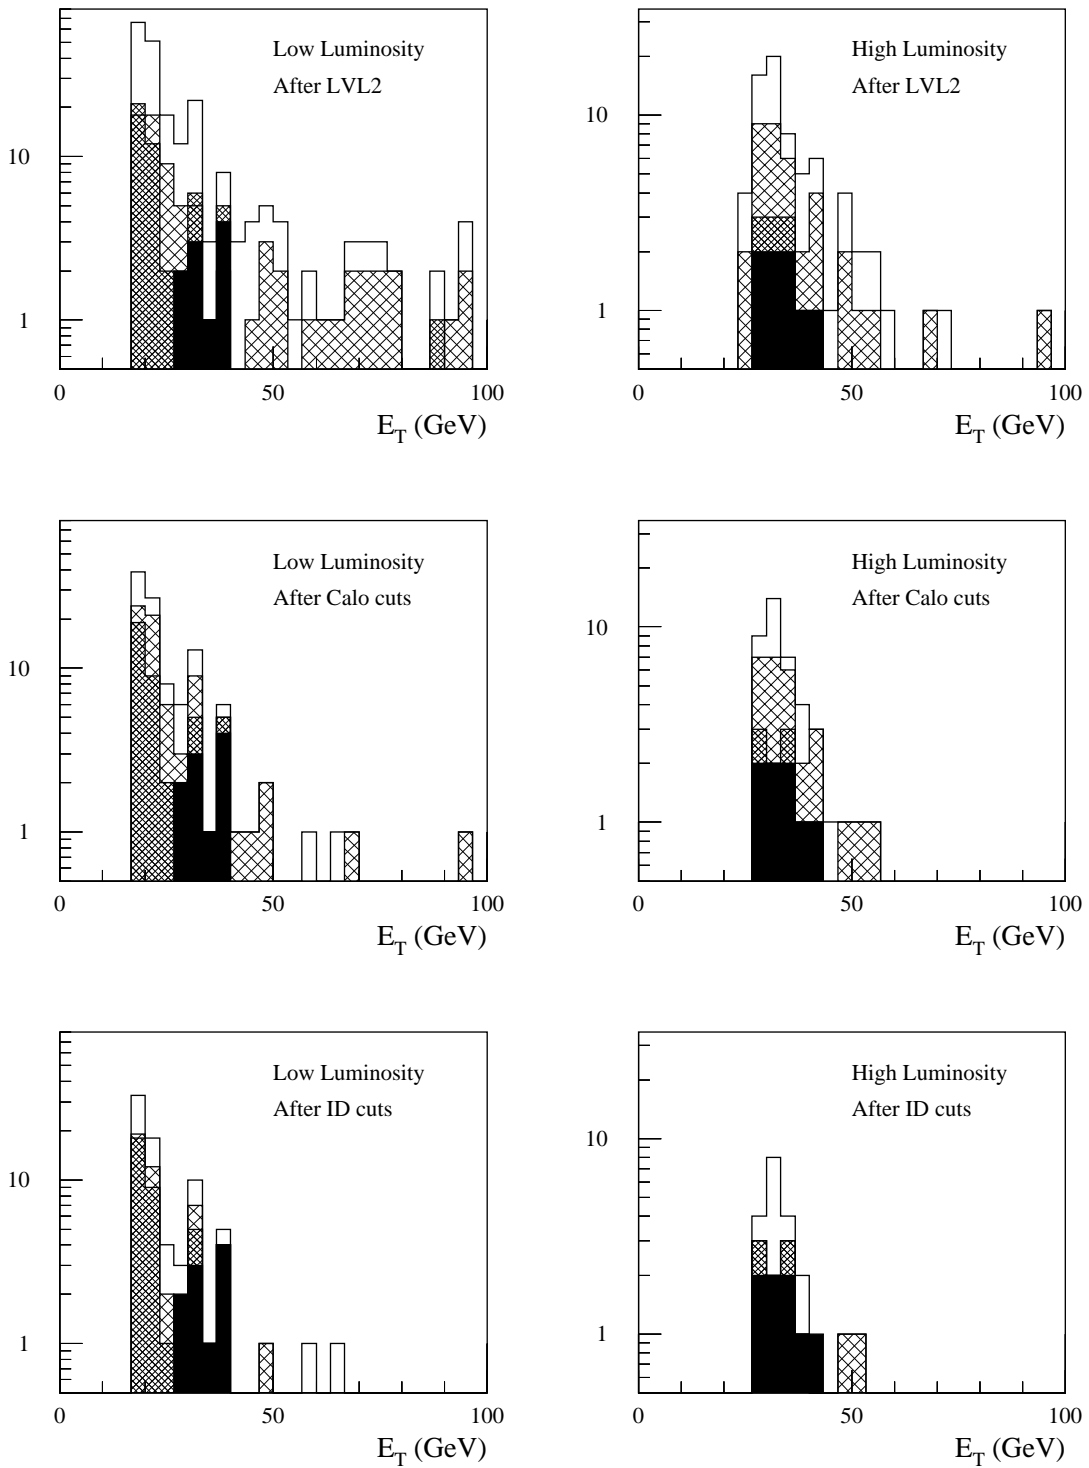 Low Luminosity
After LVL2
10
1
0 50 100
E_T (GeV)
High Luminosity
After LVL2
10
1
0 50 100
E_T (GeV)
Low Luminosity
After Calo cuts
10
1
0 50 100
E_T (GeV)
High Luminosity
After Calo cuts
10
1
0 50 100
E_T (GeV)
Low Luminosity
After ID cuts
10
1
0 50 100
E_T (GeV)
High Luminosity
After ID cuts
10
1
0 50 100
E_T (GeV)